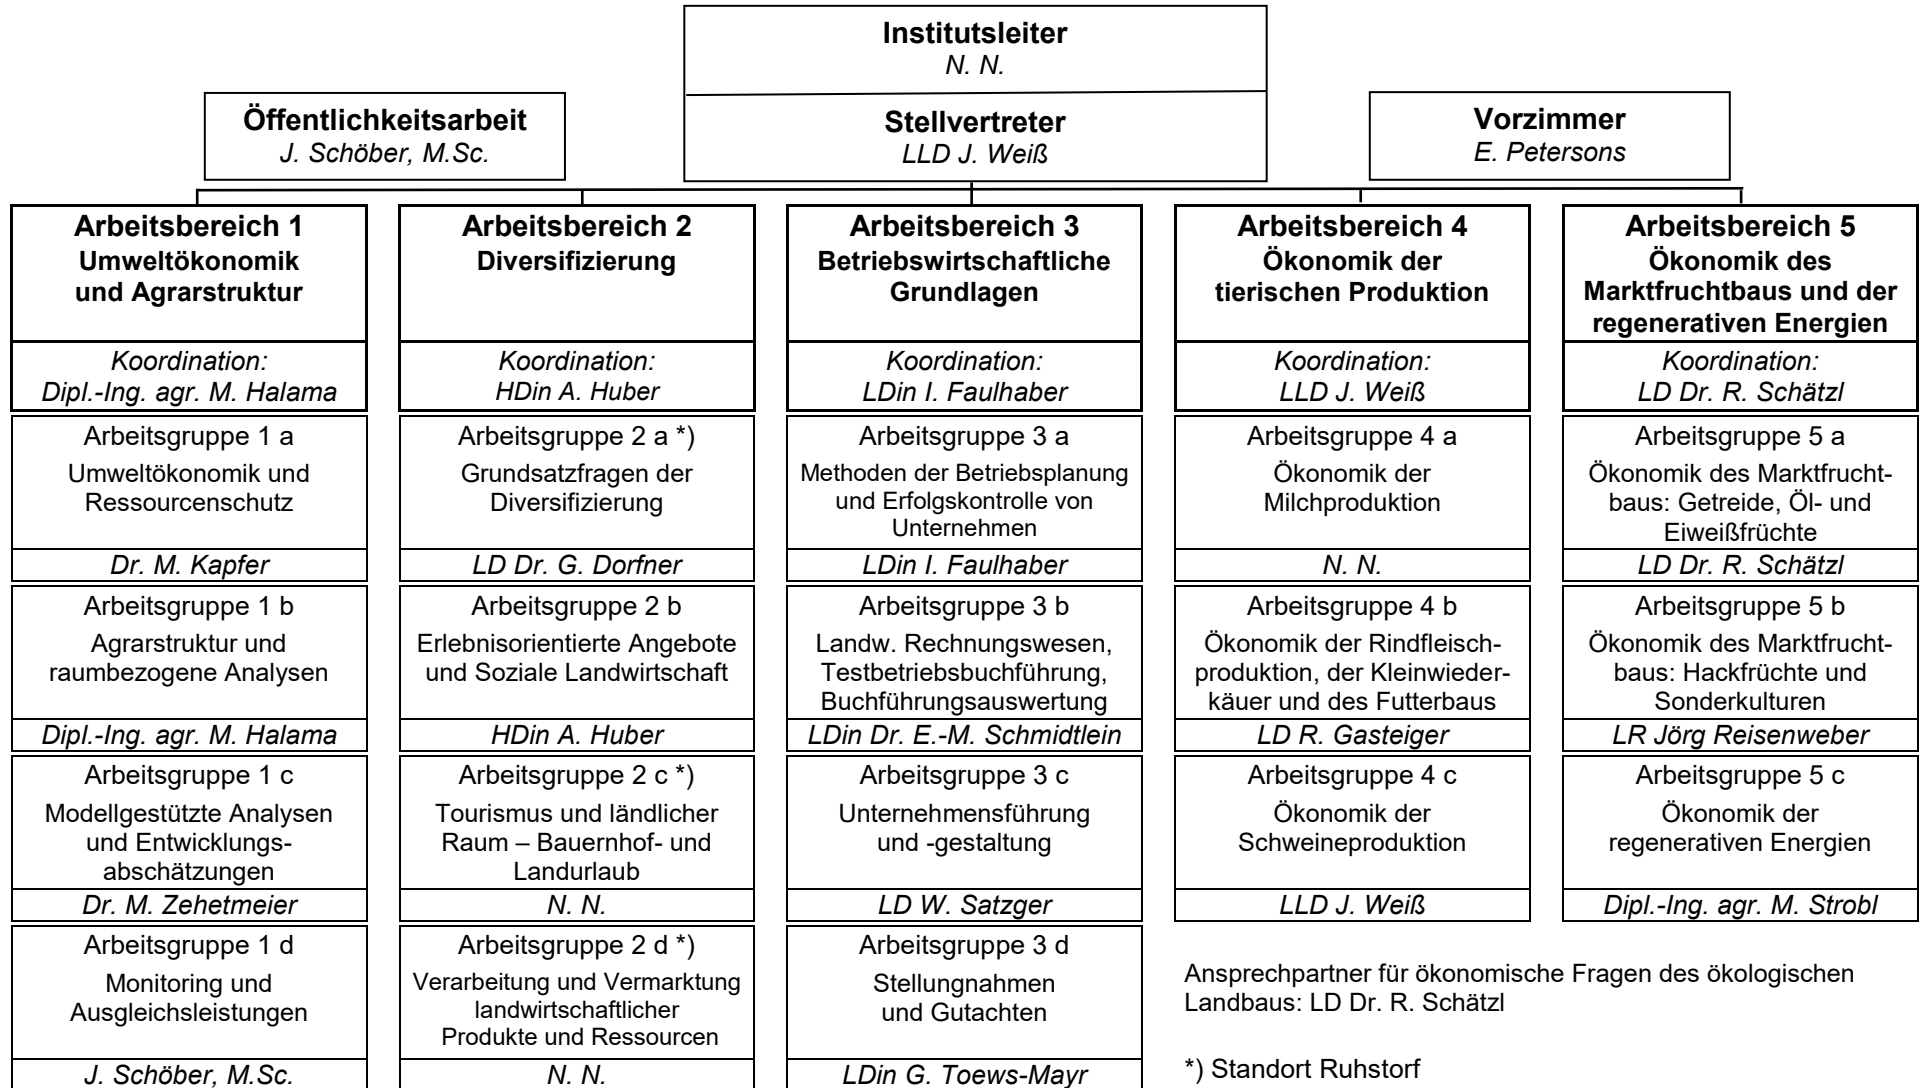 Institutsleiter
N. N.
Stellvertreter
LLD J. Weiß
Öffentlichkeitsarbeit
J. Schöber, M.Sc.
Vorzimmer
E. Petersons
Arbeitsbereich 1
Umweltökonomik
und Agrarstruktur
Koordination:
Dipl.-Ing. agr. M. Halama
Arbeitsgruppe 1 a
Umweltökonomik und
Ressourcenschutz
Dr. M. Kapfer
Arbeitsgruppe 1 b
Agrarstruktur und
raumbezogene Analysen
Dipl.-Ing. agr. M. Halama
Arbeitsgruppe 1 c
Modellgestützte Analysen
und Entwicklungs-
abschätzungen
Dr. M. Zehetmeier
Arbeitsgruppe 1 d
Monitoring und
Ausgleichsleistungen
J. Schöber, M.Sc.
Arbeitsbereich 2
Diversifizierung
Koordination:
HDin A. Huber
Arbeitsgruppe 2 a *)
Grundsatzfragen der
Diversifizierung
LD Dr. G. Dorfner
Arbeitsgruppe 2 b
Erlebnisorientierte Angebote
und Soziale Landwirtschaft
HDin A. Huber
Arbeitsgruppe 2 c *)
Tourismus und ländlicher
Raum – Bauernhof- und
Landurlaub
N. N.
Arbeitsgruppe 2 d *)
Verarbeitung und Vermarktung
landwirtschaftlicher
Produkte und Ressourcen
N. N.
Arbeitsbereich 3
Betriebswirtschaftliche
Grundlagen
Koordination:
LDin I. Faulhaber
Arbeitsgruppe 3 a
Methoden der Betriebsplanung
und Erfolgskontrolle von
Unternehmen
LDin I. Faulhaber
Arbeitsgruppe 3 b
Landw. Rechnungswesen,
Testbetriebsbuchführung,
Buchführungsauswertung
LDin Dr. E.-M. Schmidtlein
Arbeitsgruppe 3 c
Unternehmensführung
und -gestaltung
LD W. Satzger
Arbeitsgruppe 3 d
Stellungnahmen
und Gutachten
LDin G. Toews-Mayr
Arbeitsbereich 4
Ökonomik der
tierischen Produktion
Koordination:
LLD J. Weiß
Arbeitsgruppe 4 a
Ökonomik der
Milchproduktion
N. N.
Arbeitsgruppe 4 b
Ökonomik der Rindfleisch-
produktion, der Kleinwieder-
käuer und des Futterbaus
LD R. Gasteiger
Arbeitsgruppe 4 c
Ökonomik der
Schweineproduktion
LLD J. Weiß
Arbeitsbereich 5
Ökonomik des
Marktfruchtbaus und der
regenerativen Energien
Koordination:
LD Dr. R. Schätzl
Arbeitsgruppe 5 a
Ökonomik des Marktfrucht-
baus: Getreide, Öl- und
Eiweißfrüchte
LD Dr. R. Schätzl
Arbeitsgruppe 5 b
Ökonomik des Marktfrucht-
baus: Hackfrüchte und
Sonderkulturen
LR Jörg Reisenweber
Arbeitsgruppe 5 c
Ökonomik der
regenerativen Energien
Dipl.-Ing. agr. M. Strobl
Ansprechpartner für ökonomische Fragen des ökologischen
Landbaus: LD Dr. R. Schätzl
*) Standort Ruhstorf